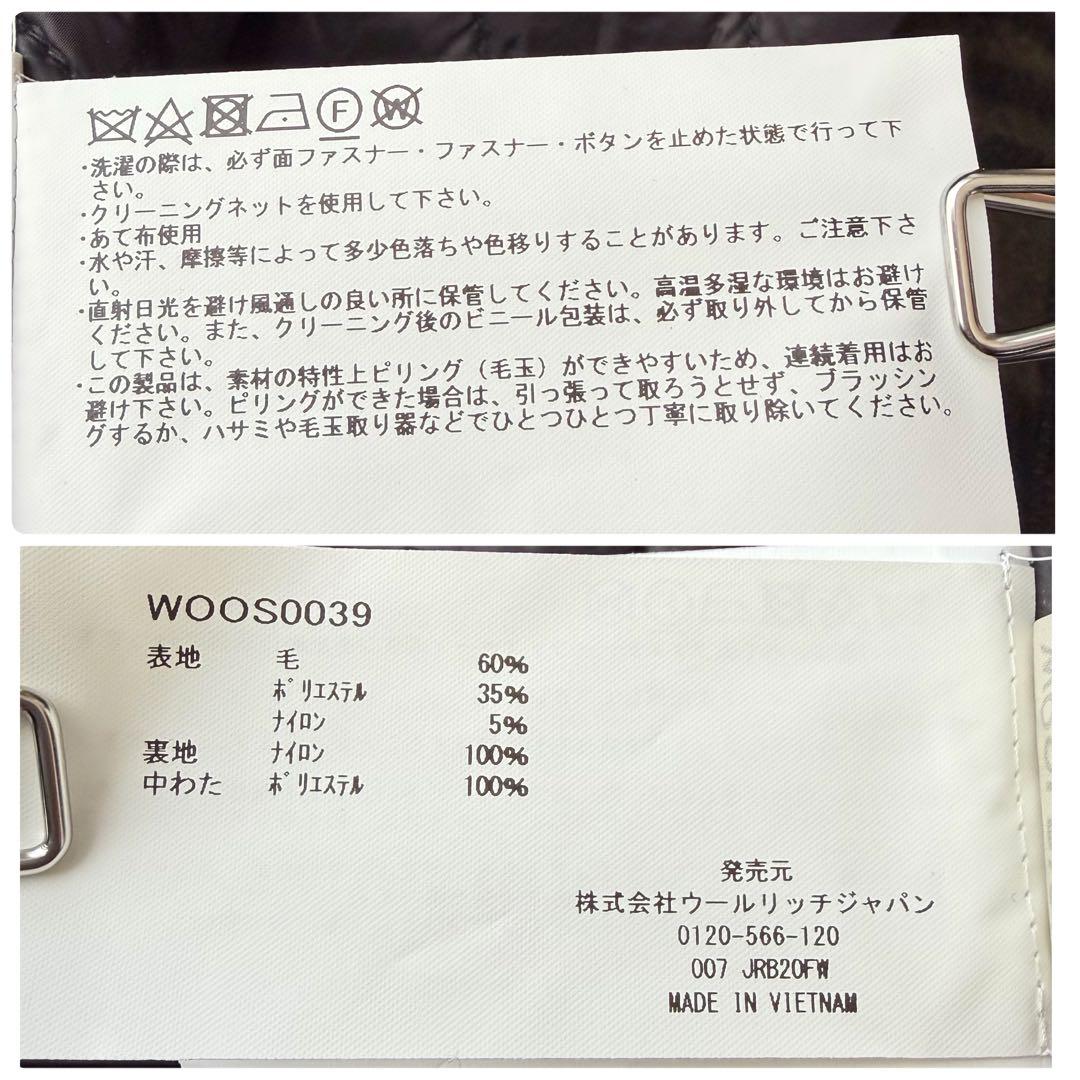 F W
・洗濯の際は、必ず面ファスナー・ファスナー・ボタンを止めた状態で行って下
さい。
・クリーニングネットを使用して下さい。
・あて布使用
・水や汗、摩擦等によって多少色落ちや色移りすることがあります。ご注意下さ
い。
・直射日光を避け風通しの良い所に保管してください。高温多湿な環境はお避け
ください。また、クリーニング後のビニール包装は、必ず取り外してから保管
して下さい。
・この製品は、素材の特性上ピリング（毛玉）ができやすいため、連続着用はお
避け下さい。ピリングができた場合は、引っ張って取ろうとせず、ブラッシン
グするか、ハサミや毛玉取り器などでひとつひとつ丁寧に取り除いてください。
WOOS0039
表地 毛 60%
ﾎﾟﾘｴｽﾃﾙ 35%
ﾅｲﾛﾝ 5%
裏地 ﾅｲﾛﾝ 100%
中わた ﾎﾟﾘｴｽﾃﾙ 100%
発売元
株式会社ウールリッチジャパン
0120-566-120
007 JRB20FW
MADE IN VIETNAM